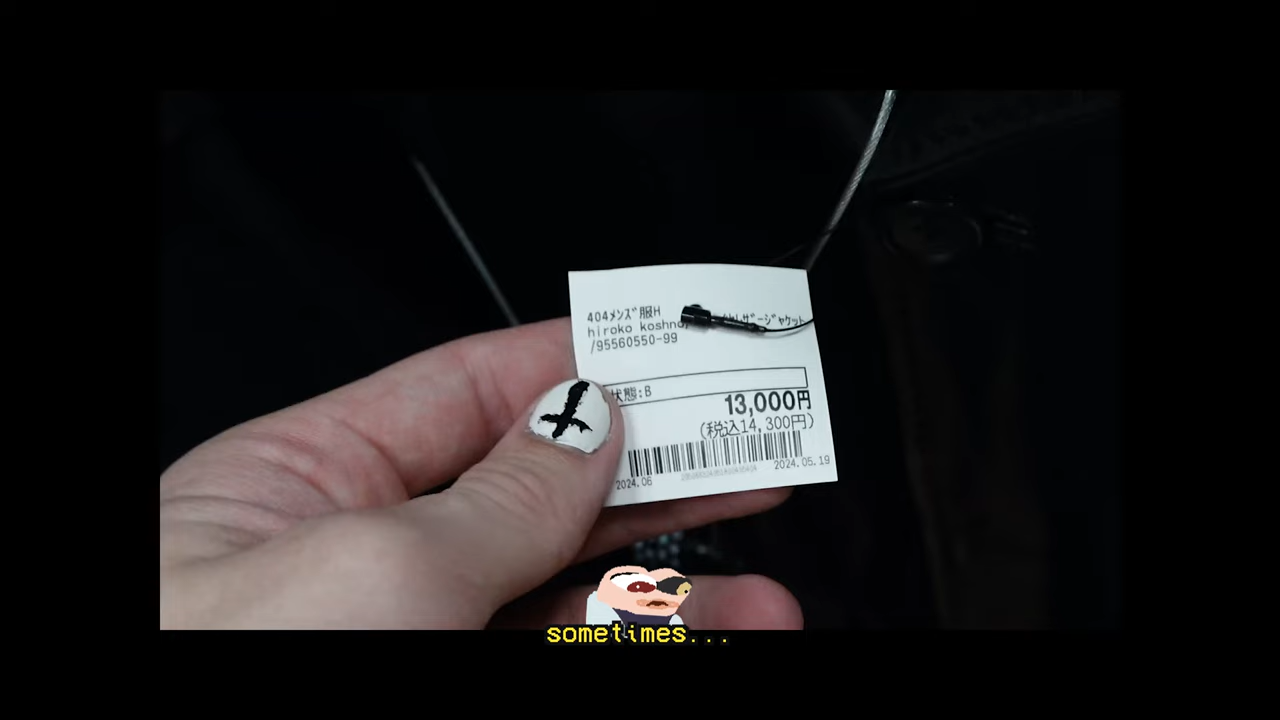 404メンズ服H
hiroko koshno
レザージャケット
/95560550-99
状態:B
13,000円
(税込14,300円)
2024.06
2024.05.19
sometimes...